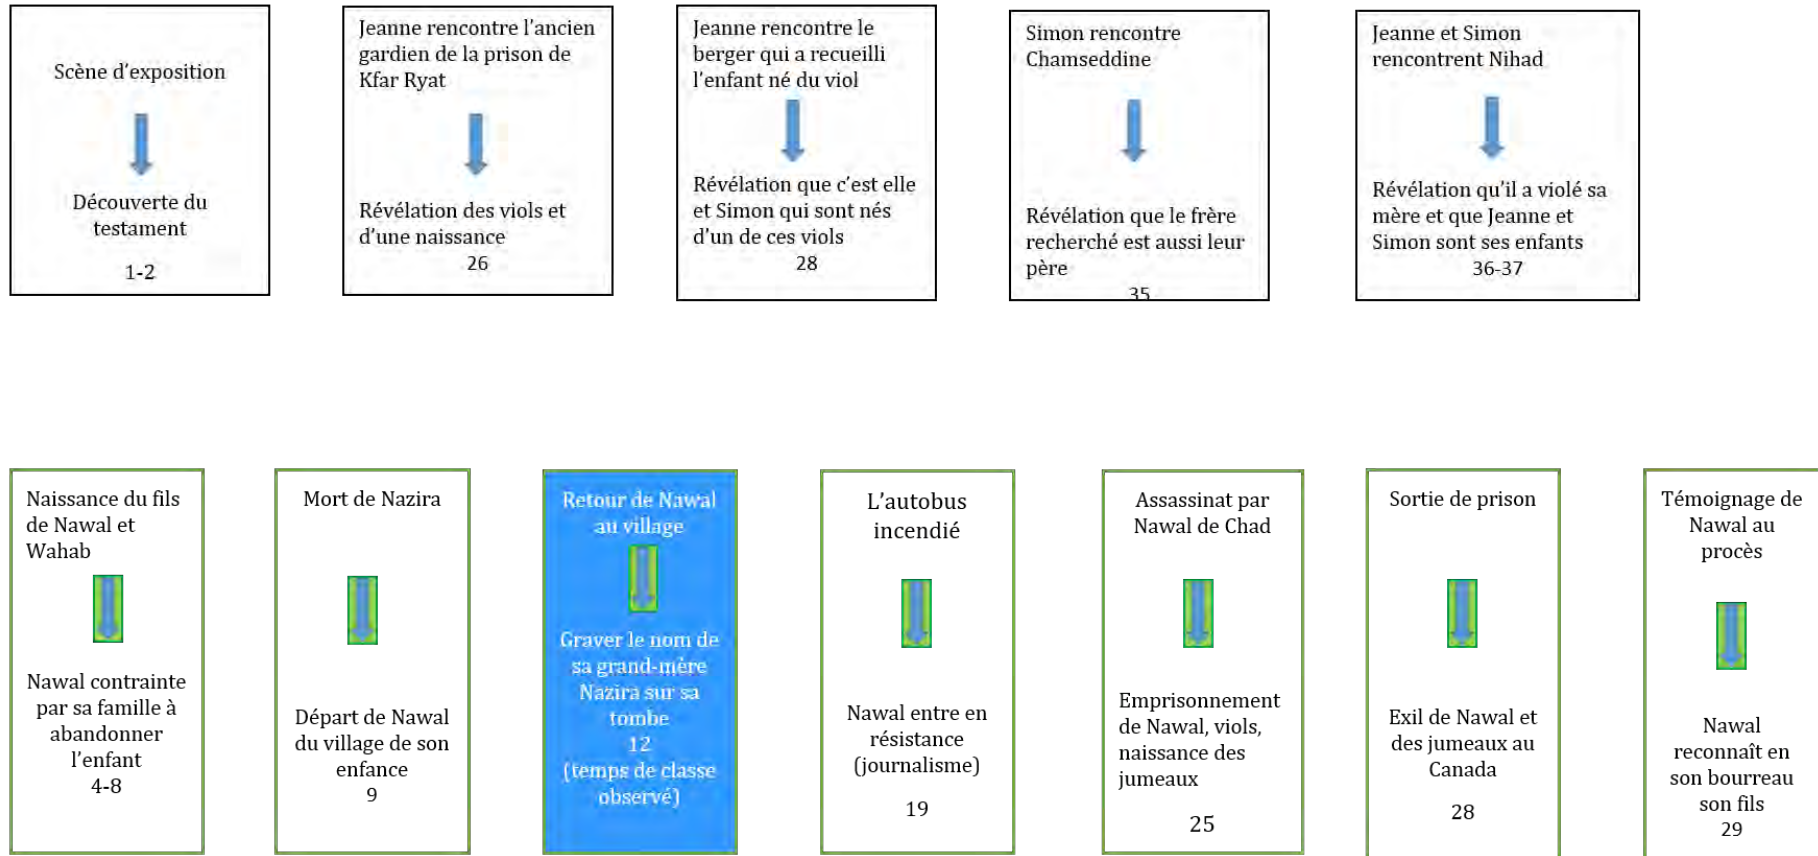 Scène d'exposition
Découverte du
testament
1-2
Jeanne rencontre l'ancien
gardien de la prison de
Kfar Ryat
Révélation des viols et
d'une naissance
26
Jeanne rencontre le
berger qui a recueilli
l'enfant né du viol
Révélation que c'est elle
et Simon qui sont nés
d'un de ces viols
28
Simon rencontre
Chamseddine
Révélation que le frère
recherché est aussi leur
père
35
Jeanne et Simon
rencontrent Nihad
Révélation qu'il a violé sa
mère et que Jeanne et
Simon sont ses enfants
36-37
Naissance du fils
de Nawal et
Wahab
Nawal contrainte
par sa famille à
abandonner
l'enfant
4-8
Mort de Nazira
Départ de Nawal
du village de son
enfance
9
Retour de Nawal
au village
Graver le nom de
sa grand-mère
Nazira sur sa
tombe
12
(temps de classe
observé)
L'autobus
incendié
Nawal entre en
résistance
(journalisme)
19
Assassinat par
Nawal de Chad
Emprisonnement
de Nawal, viols,
naissance des
jumeaux
25
Sortie de prison
Exil de Nawal et
des jumeaux au
Canada
28
Témoignage de
Nawal au
procès
Nawal
reconnaît en
son bourreau
son fils
29